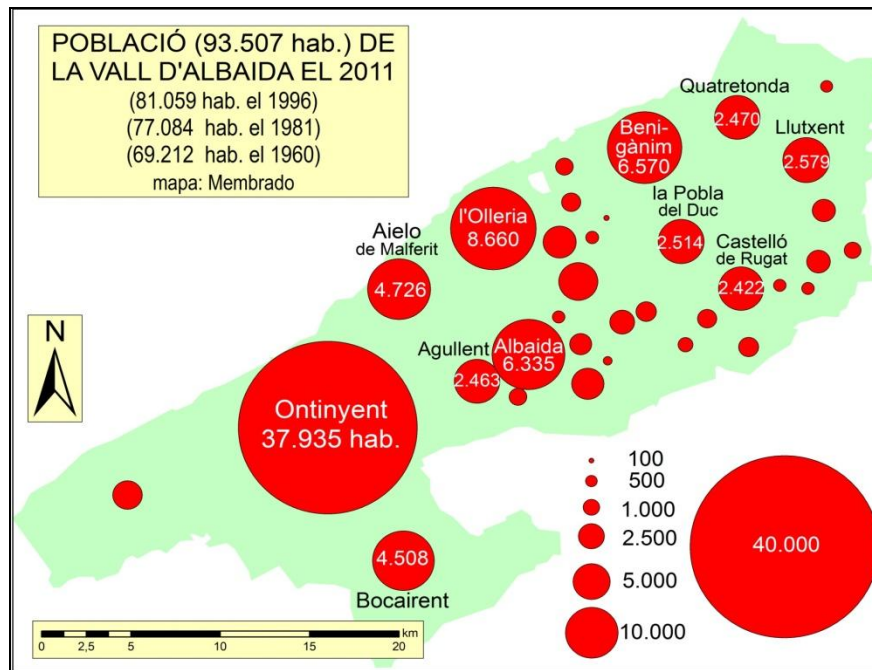 POBLACIÓ (93.507 hab.) DE
LA VALL D'ALBAIDA EL 2011
(81.059 hab. el 1996)
(77.084 hab. el 1981)
(69.212 hab. el 1960)
mapa: Membrado
Quatretonda
2.470
Llutxent
2.579
Beni-
gànim
6.570
la Pobla
del Duc
2.514
Castelló
de Rugat
2.422
l'Olleria
8.660
Aielo
de Malferit
4.726
N
Agullent
2.463
Albaida
6.335
Ontinyent
37.935 hab.
4.508
Bocairent
100
500
1.000
2.500
5.000
10.000
40.000
0 2,5 5 10 15 20 km